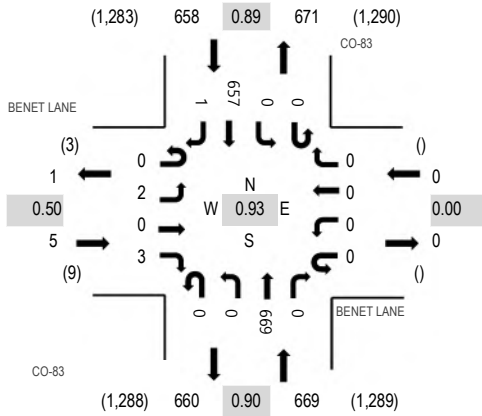 (1,283) 658 0.89 671 (1,290)
CO-83
BENET LANE
1 657 0 0
(3) 0 0 ()
1 2 N 0 0
0.50 0 W 0.93 E 0 0.00
5 3 S 0 0
(9) ()
0 0 669 0
BENET LANE
CO-83
(1,288) 660 0.90 669 (1,289)